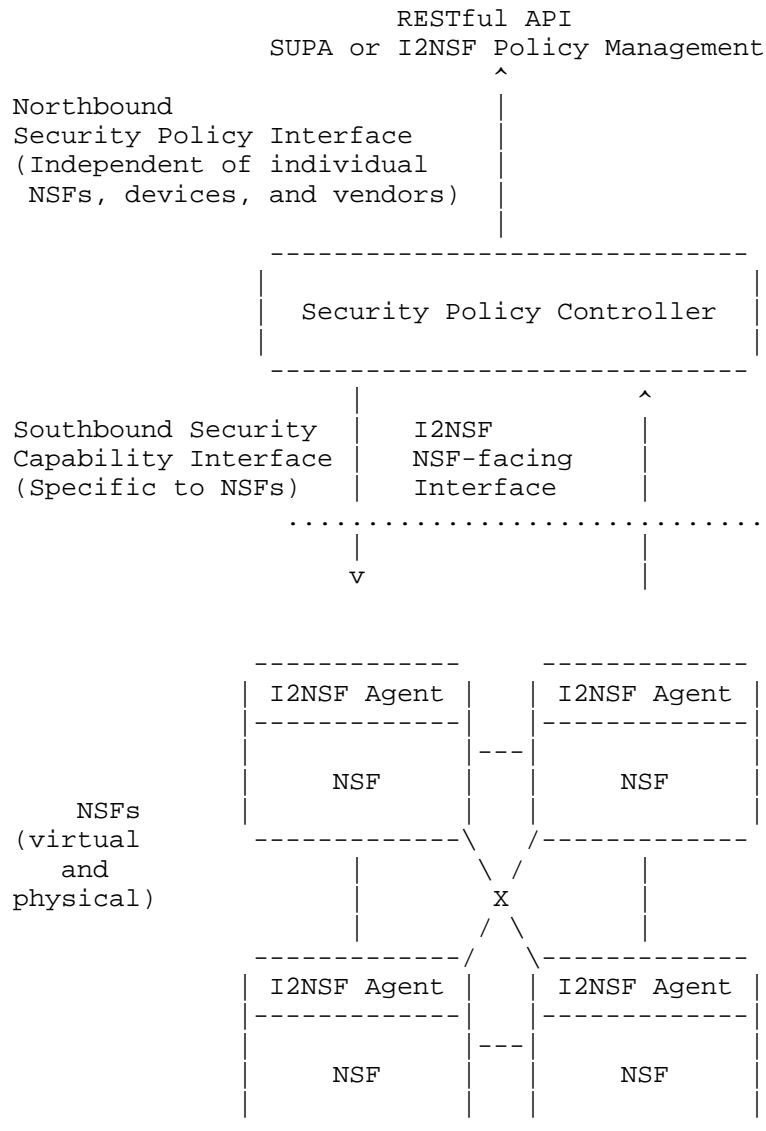 RESTful API
SUPA or I2NSF Policy Management
Northbound
Security Policy Interface
(Independent of individual
NSFs, devices, and vendors)
Security Policy Controller
Southbound Security
Capability Interface
(Specific to NSFs)
I2NSF
NSF-facing
Interface
v
I2NSF Agent
I2NSF Agent
NSF
NSF
NSFs
(virtual
and
physical)
X
I2NSF Agent
I2NSF Agent
NSF
NSF